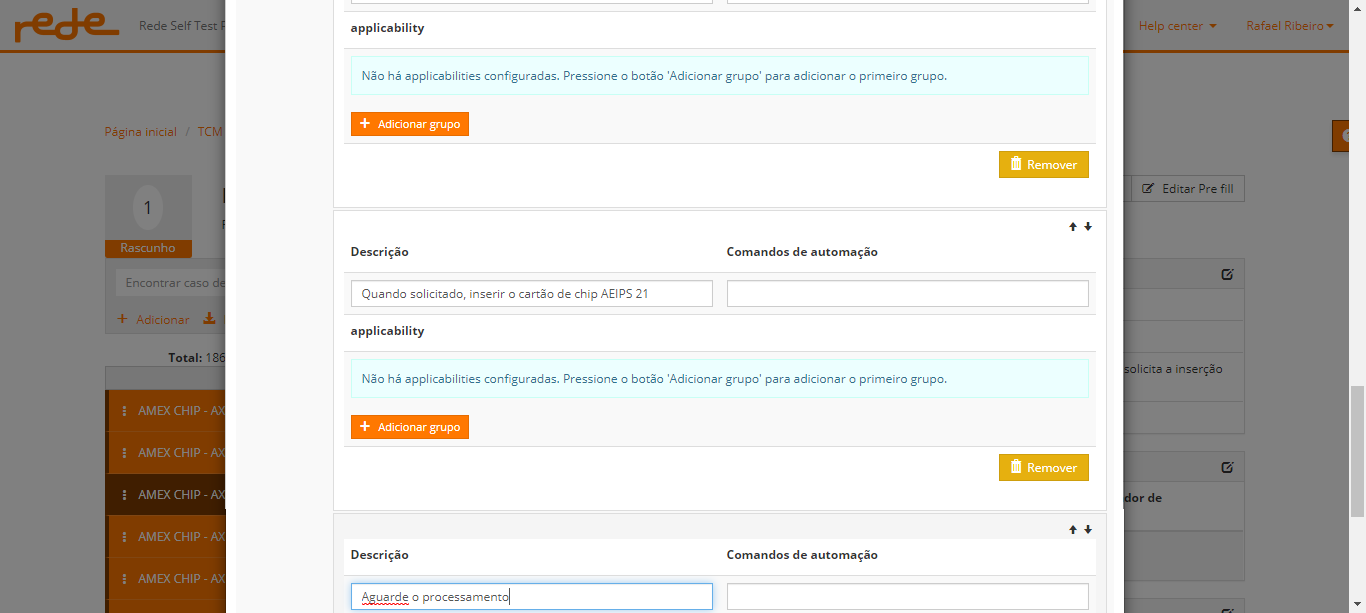 rede
Rede Self Test
Help center
Rafael Ribeiro
applicability
Não há applicabilities configuradas. Pressione o botão 'Adicionar grupo' para adicionar o primeiro grupo.
+ Adicionar grupo
Página inicial / TCM
Remover
1
Editar Pre fill
Rascunho
Descrição
Comandos de automação
Encontrar caso de
Quando solicitado, inserir o cartão de chip AEIPS 21
+ Adicionar
applicability
Total: 186
solicita a inserção
Não há applicabilities configuradas. Pressione o botão 'Adicionar grupo' para adicionar o primeiro grupo.
AMEX CHIP - AX
+ Adicionar grupo
AMEX CHIP - AX
Remover
AMEX CHIP - AX
dor de
AMEX CHIP - AX
Descrição
Comandos de automação
AMEX CHIP - AX
Aguarde o processamento